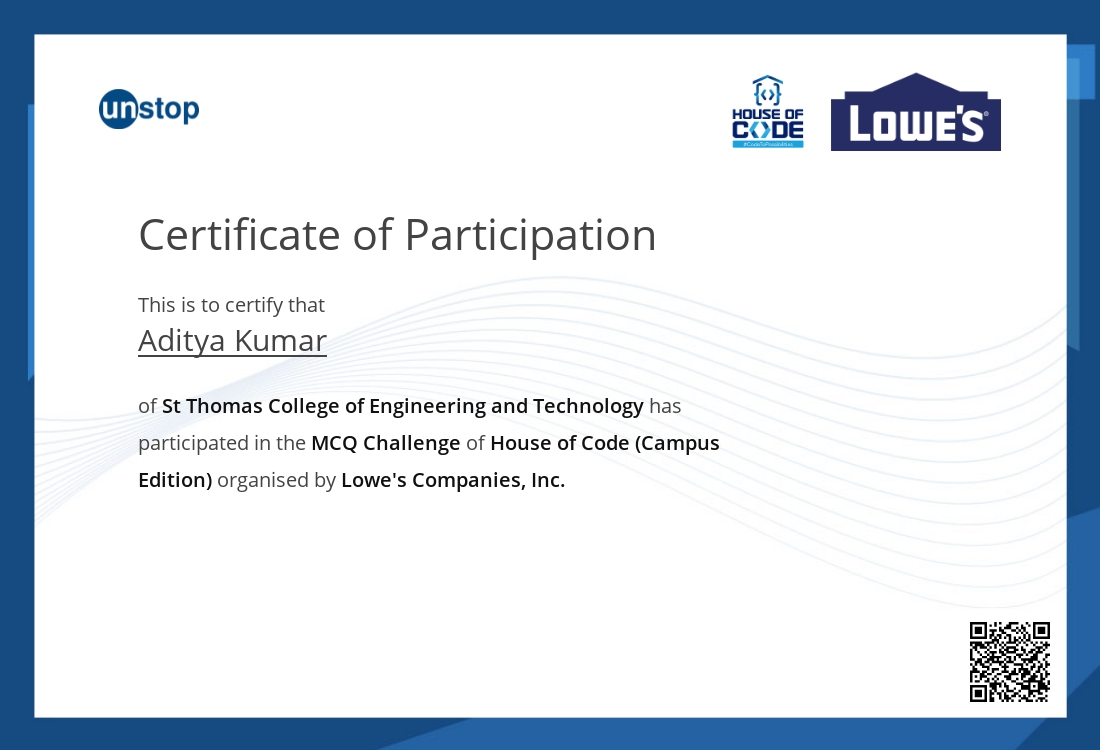 unstop
HOUSE OF
CODE
#CodeToPossibilities
LOWE'S®
Certificate of Participation
This is to certify that
Aditya Kumar
of St Thomas College of Engineering and Technology has
participated in the MCQ Challenge of House of Code (Campus
Edition) organised by Lowe's Companies, Inc.